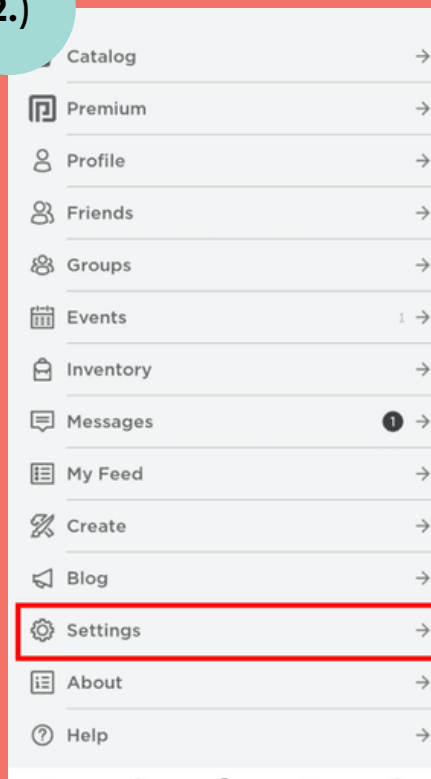 2.)
Catalog
Premium
Profile
Friends
Groups
Events 1
Inventory
Messages 1
My Feed
Create
Blog
Settings
About
Help